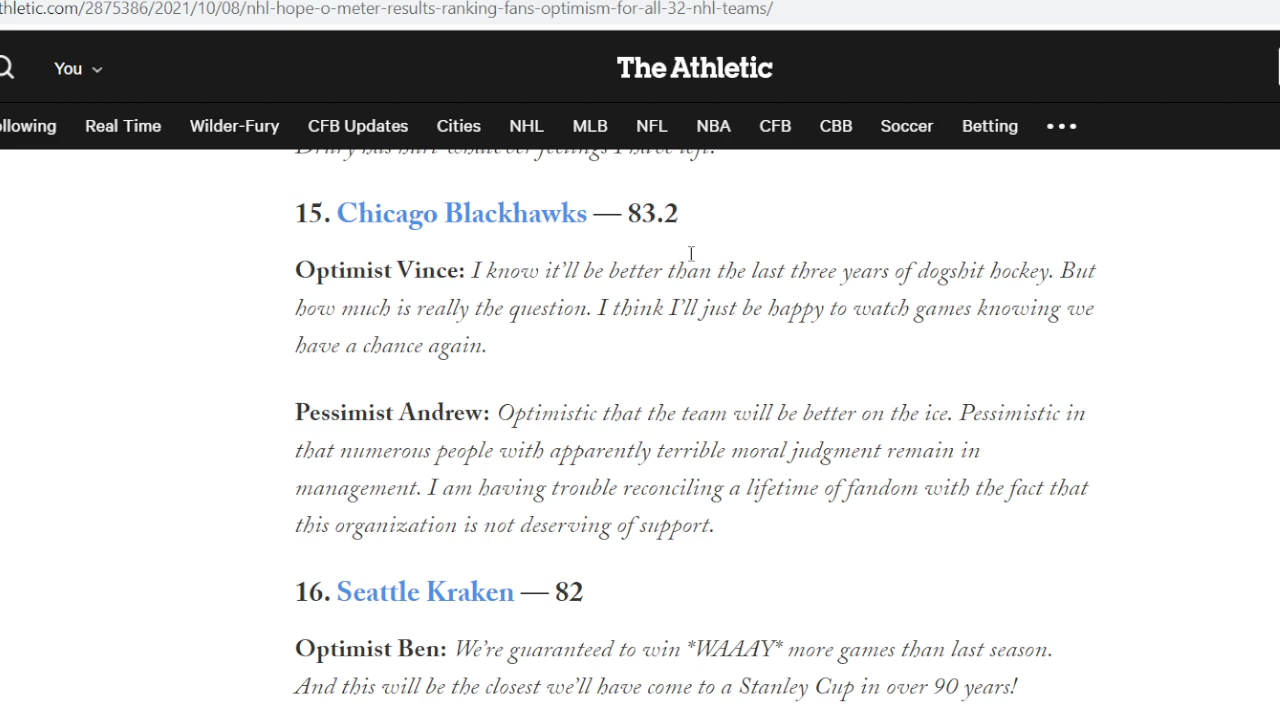 thletic.com/2875386/2021/10/08/nhl-hope-o-meter-results-ranking-fans-optimism-for-all-32-nhl-teams/
You
The Athletic
ollowing Real Time Wilder-Fury CFB Updates Cities NHL MLB NFL NBA CFB CBB Soccer Betting •••
Drury has hurt whatever feelings I have left.
15. Chicago Blackhawks — 83.2
Optimist Vince: I know it'll be better than the last three years of dogshit hockey. But
how much is really the question. I think I'll just be happy to watch games knowing we
have a chance again.
Pessimist Andrew: Optimistic that the team will be better on the ice. Pessimistic in
that numerous people with apparently terrible moral judgment remain in
management. I am having trouble reconciling a lifetime of fandom with the fact that
this organization is not deserving of support.
16. Seattle Kraken — 82
Optimist Ben: We're guaranteed to win *WAAAY* more games than last season.
And this will be the closest we'll have come to a Stanley Cup in over 90 years!